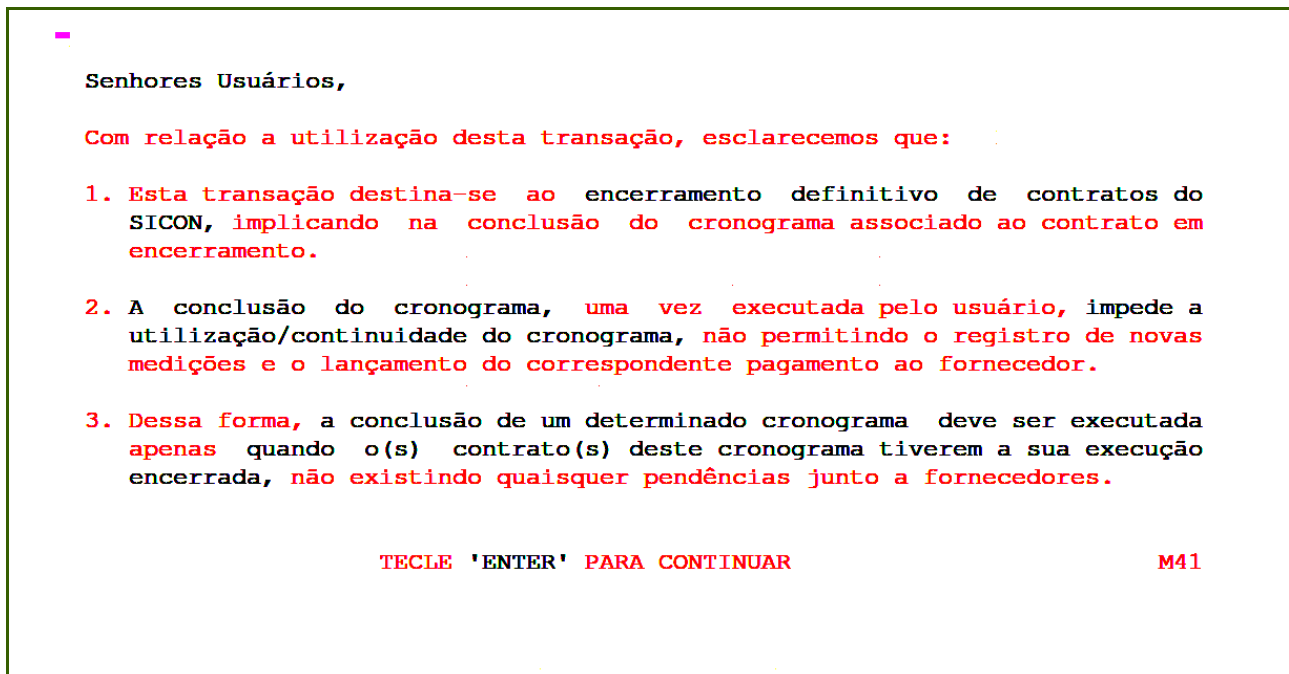 Senhores Usuários,
Com relação a utilização desta transação, esclarecemos que:
1. Esta transação destina-se ao encerramento definitivo de contratos do
SICON, implicando na conclusão do cronograma associado ao contrato em
encerramento.
2. A conclusão do cronograma, uma vez executada pelo usuário, impede a
utilização/continuidade do cronograma, não permitindo o registro de novas
medições e o lançamento do correspondente pagamento ao fornecedor.
3. Dessa forma, a conclusão de um determinado cronograma deve ser executada
apenas quando o(s) contrato(s) deste cronograma tiverem a sua execução
encerrada, não existindo quaisquer pendências junto a fornecedores.
TECLE 'ENTER' PARA CONTINUAR M41